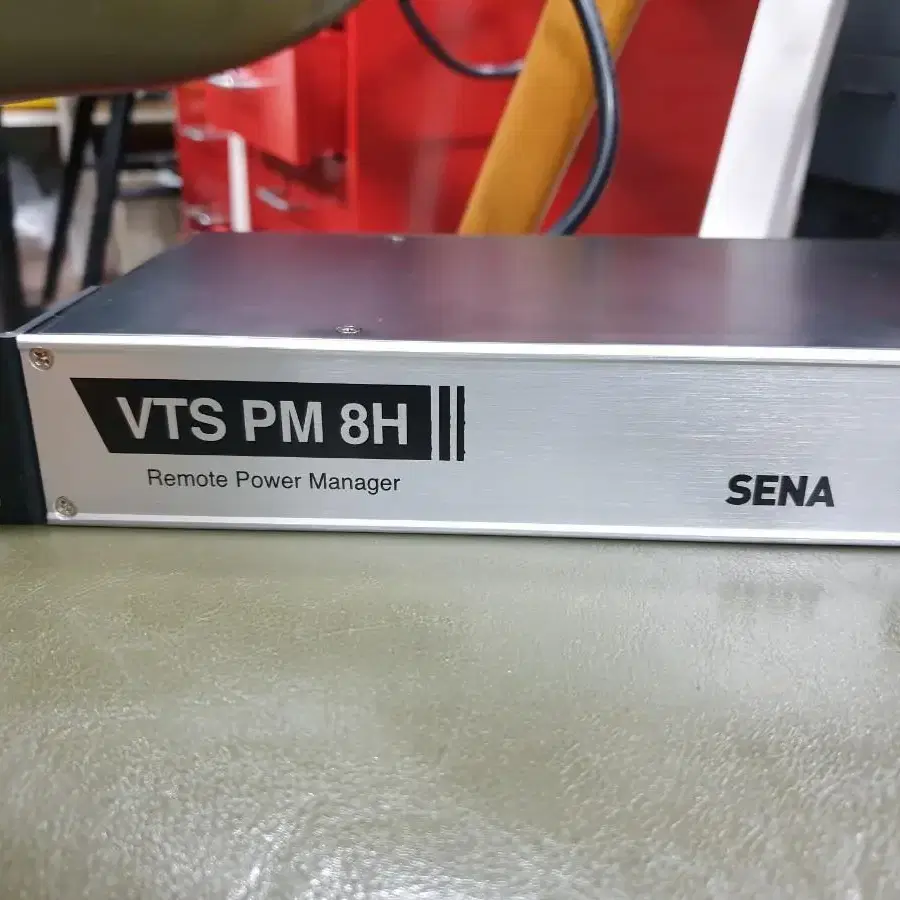 VTS PM 8H
Remote Power Manager
SENA